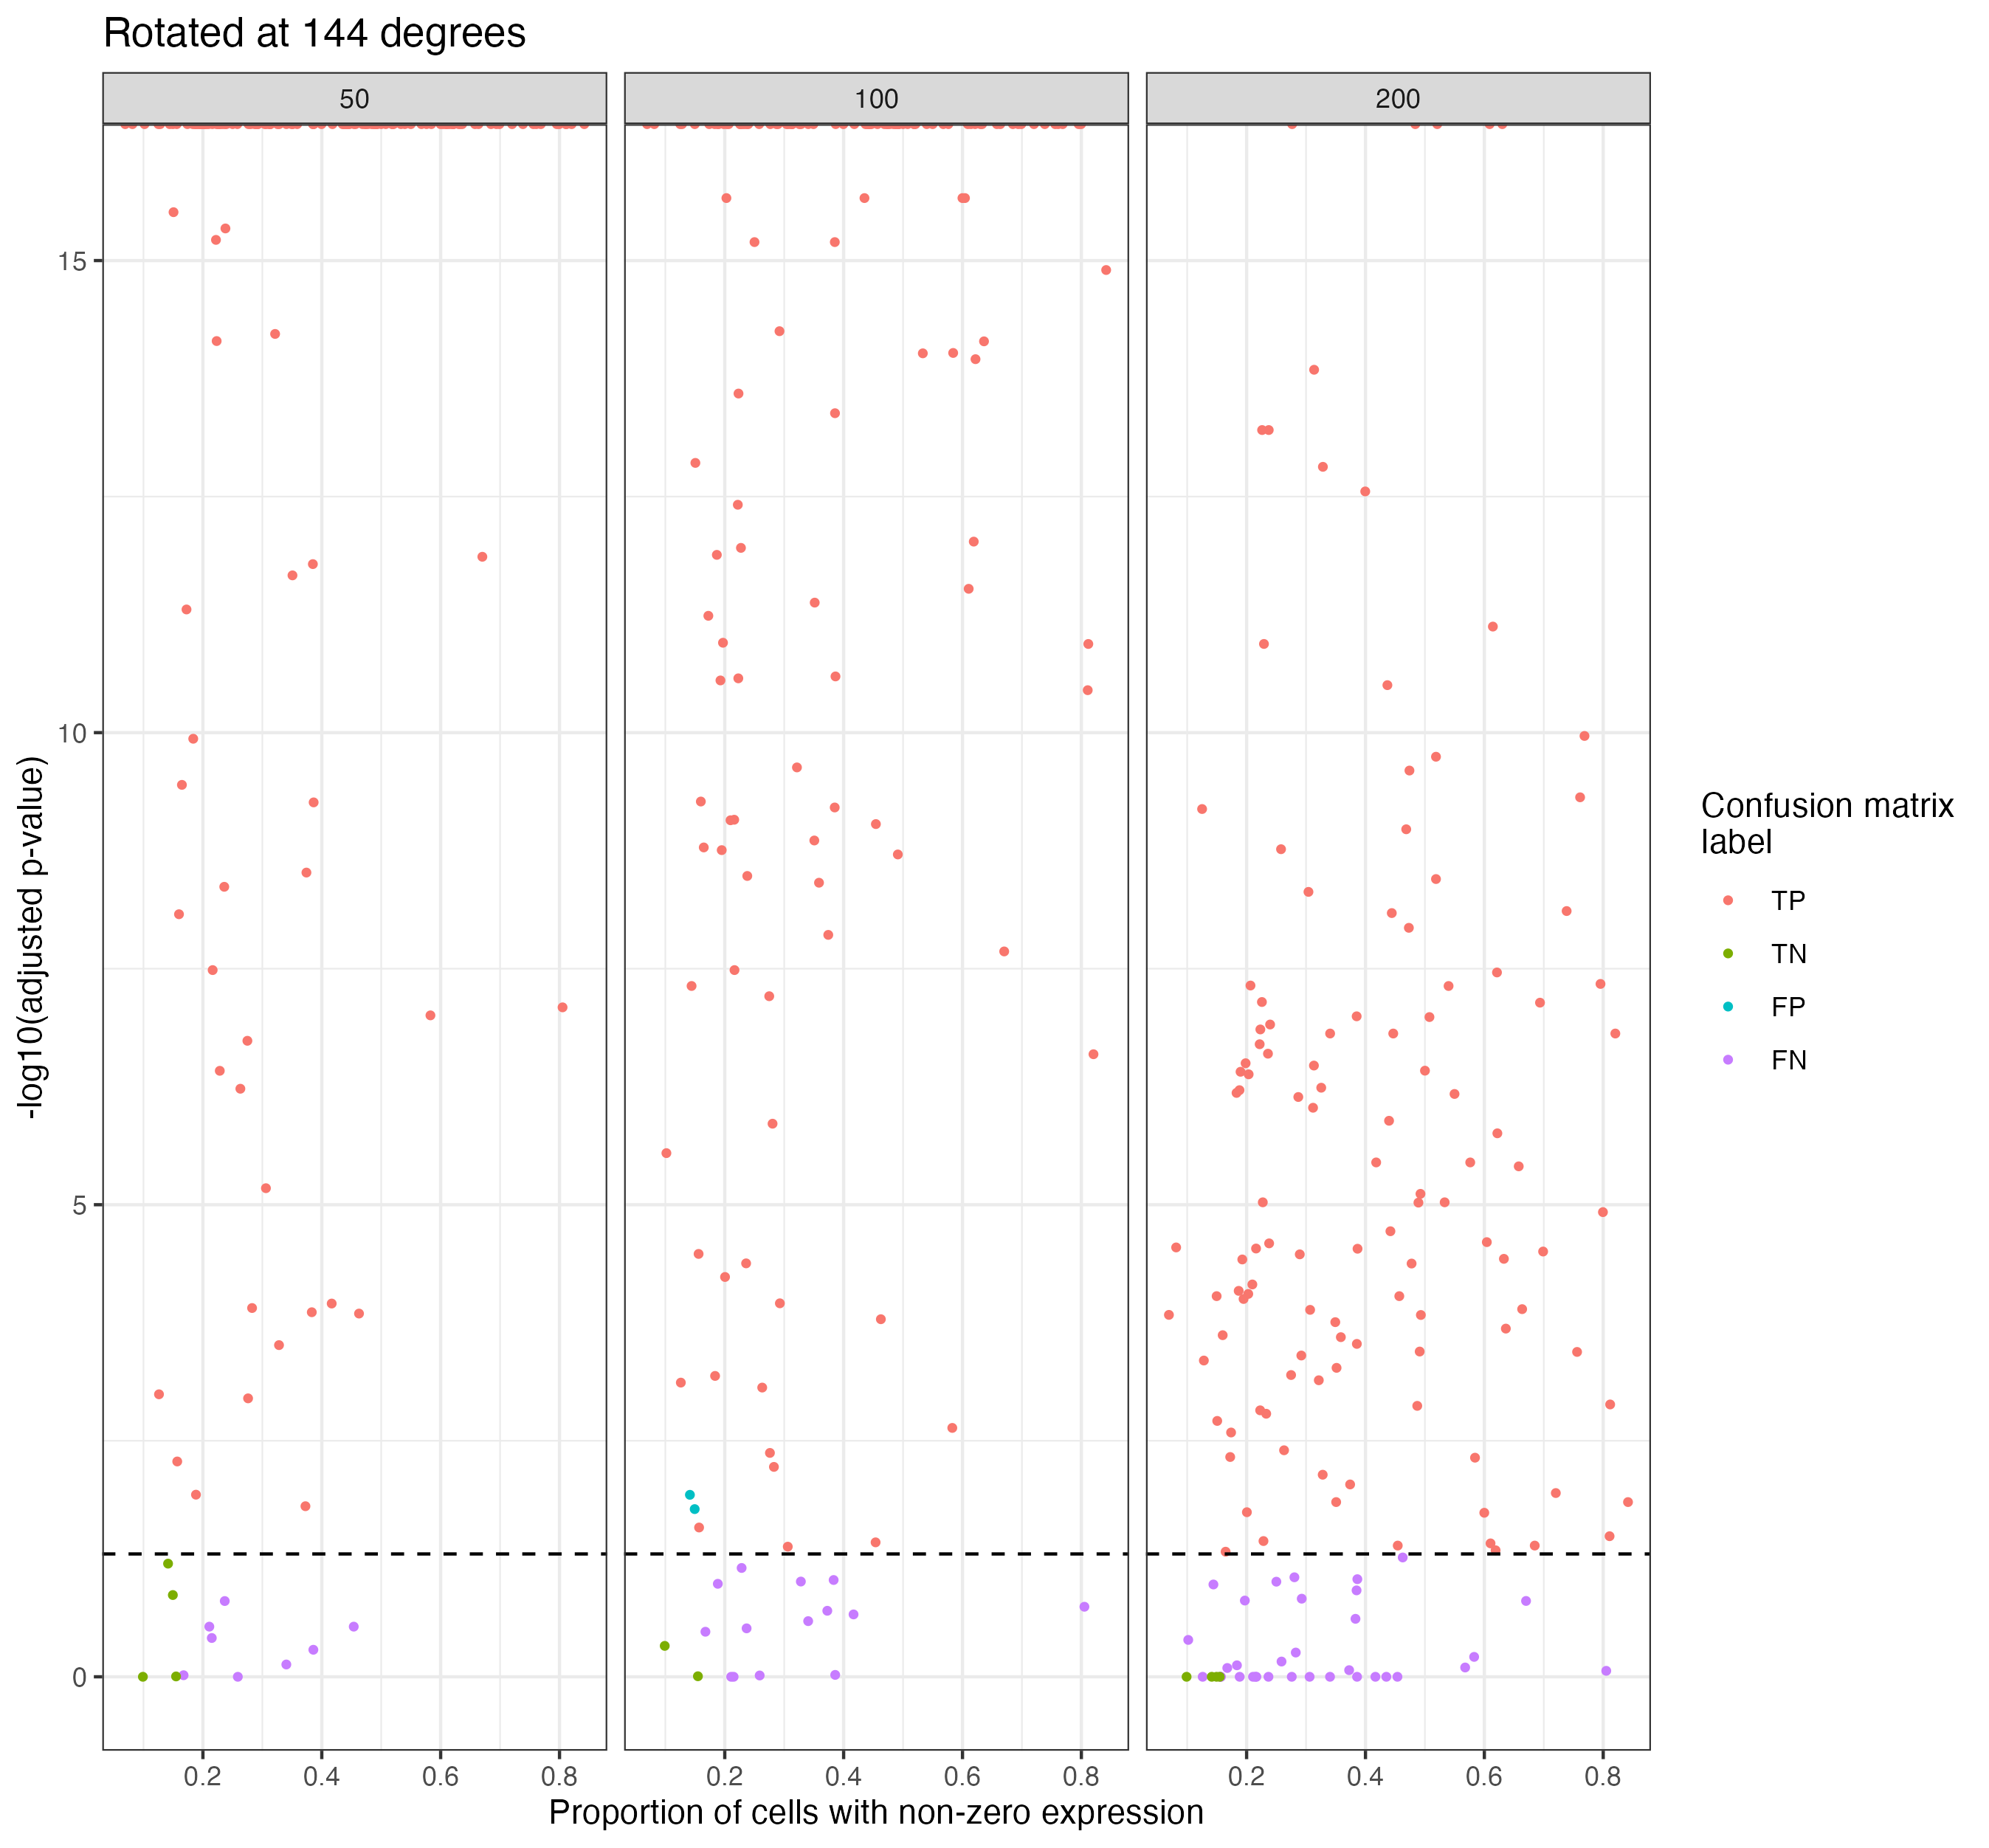 Rotated at 144 degrees
50
100
200
15
10
5
0
-log10(adjusted p-value)
0.2 0.4 0.6 0.8
0.2 0.4 0.6 0.8
0.2 0.4 0.6 0.8
Proportion of cells with non-zero expression
Confusion matrix
label
TP
TN
FP
FN